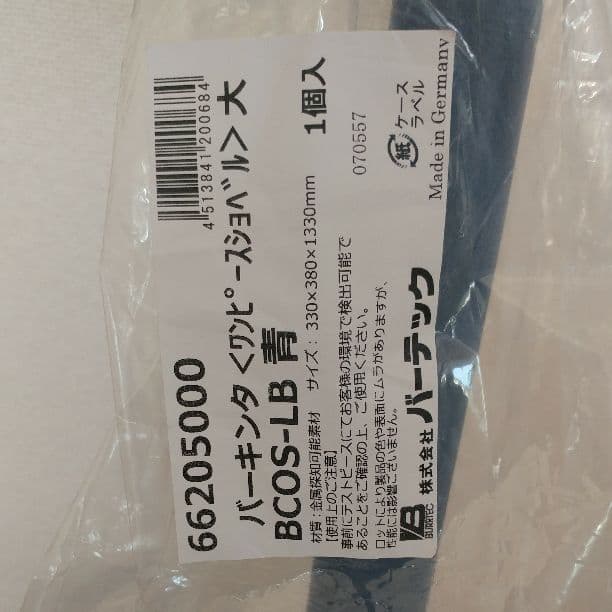 66205000
4 513841 200684
バーキンタ <ﾜﾝﾋﾟｰｽｼｮﾍﾞﾙ> 大
BCOS-LB 青
1個入
材質：金属探知可能素材 サイズ：330×380×1330mm
070557
【使用上のご注意】
事前にテストピースにてお客様の環境で検出可能で
あることをご確認の上、ご使用ください。
ロットにより製品の色や表面にムラがありますが、
性能には影響ございません。
紙
ケース
ラベル
BURRTEC
株式会社 バーテック
Made in Germany